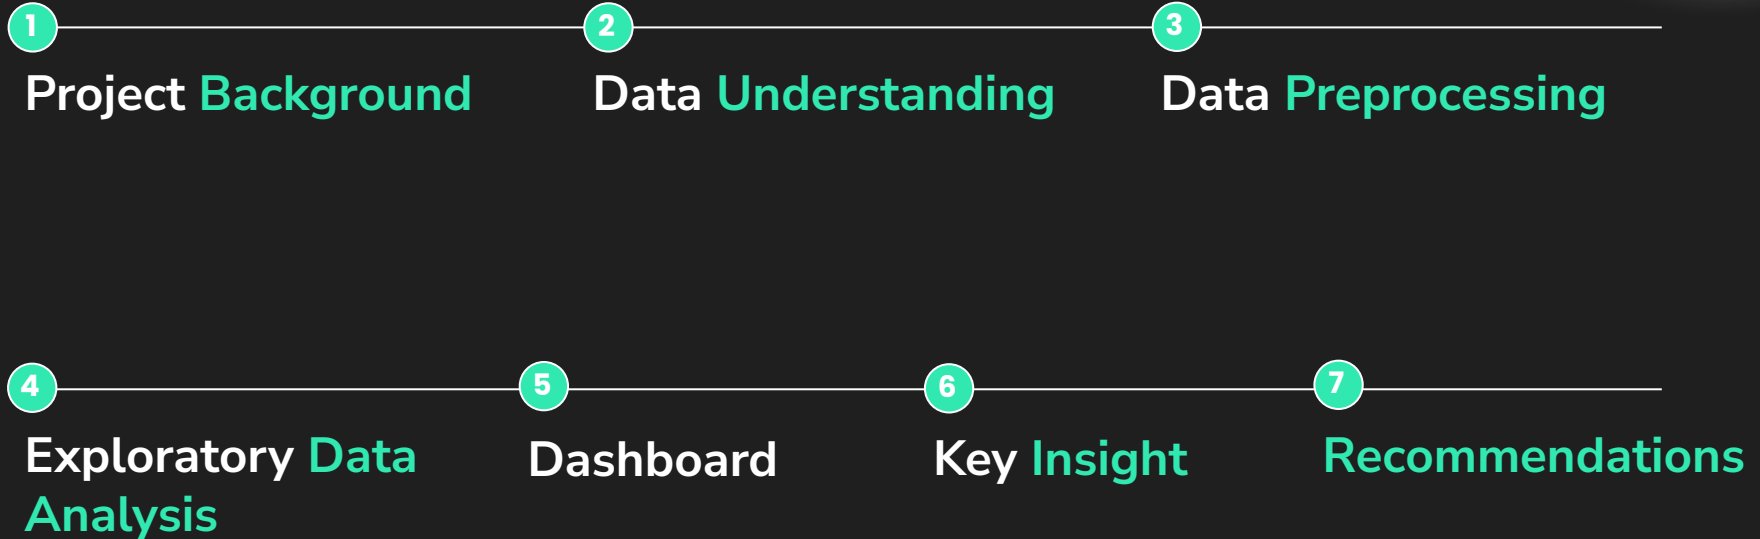 1
2
3
Project Background
Data Understanding
Data Preprocessing
4
5
6
7
Exploratory Data
Analysis
Dashboard
Key Insight
Recommendations